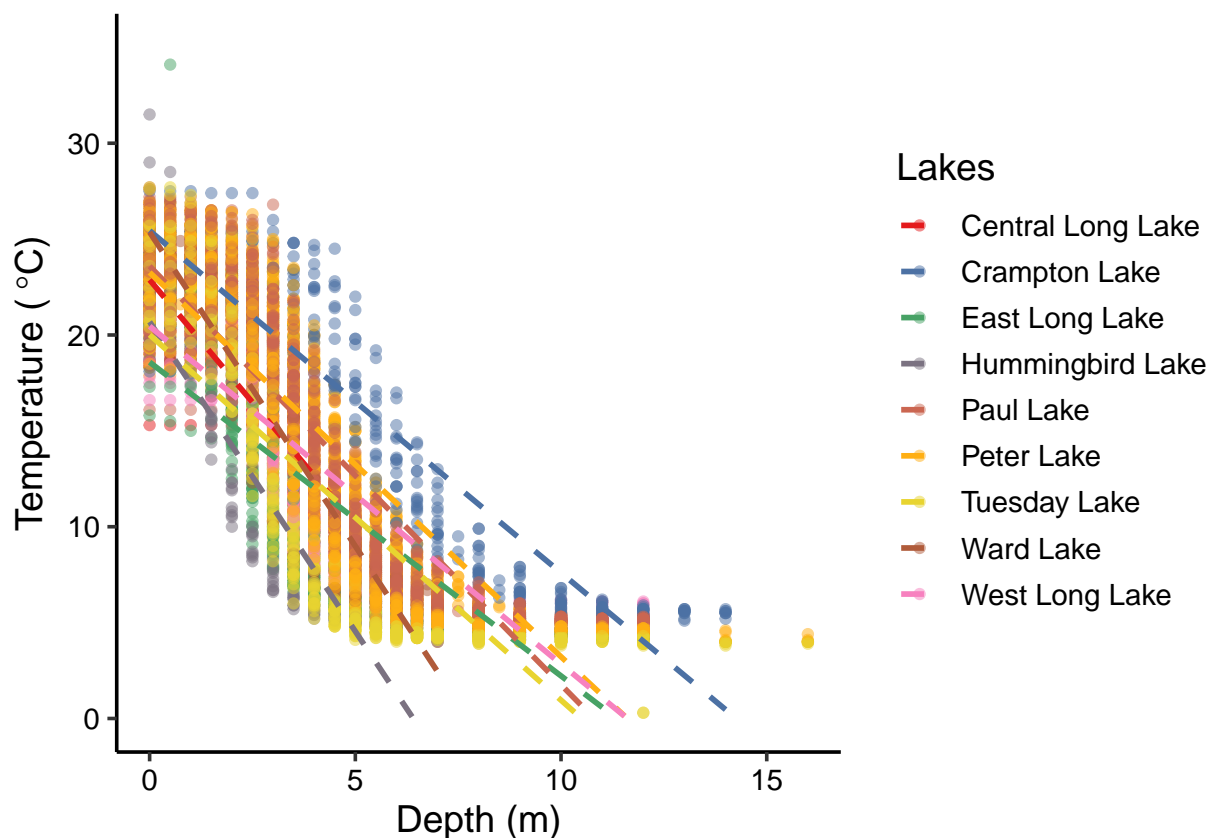 30
20
10
0
0
5
10
15
Temperature ( °C)
Depth (m)
Lakes
Central Long Lake
Crampton Lake
East Long Lake
Hummingbird Lake
Paul Lake
Peter Lake
Tuesday Lake
Ward Lake
West Long Lake